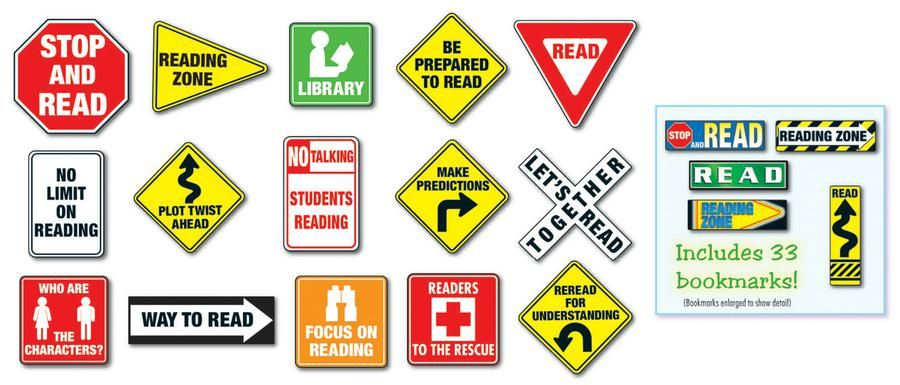 STOP
AND
READ
READING
ZONE
LIBRARY
BE
PREPARED
TO READ
READ
NO
LIMIT
ON
READING
PLOT TWIST
AHEAD
NO TALKING
STUDENTS
READING
MAKE
PREDICTIONS
LET'S READ
TOGETHER
WHO ARE
THE
CHARACTERS?
WAY TO READ
FOCUS ON
READING
READERS
TO THE RESCUE
REREAD
FOR
UNDERSTANDING
STOP AND READ
READING ZONE
READ
READING
ZONE
READ
Includes 33
bookmarks!
(Bookmarks enlarged to show detail)